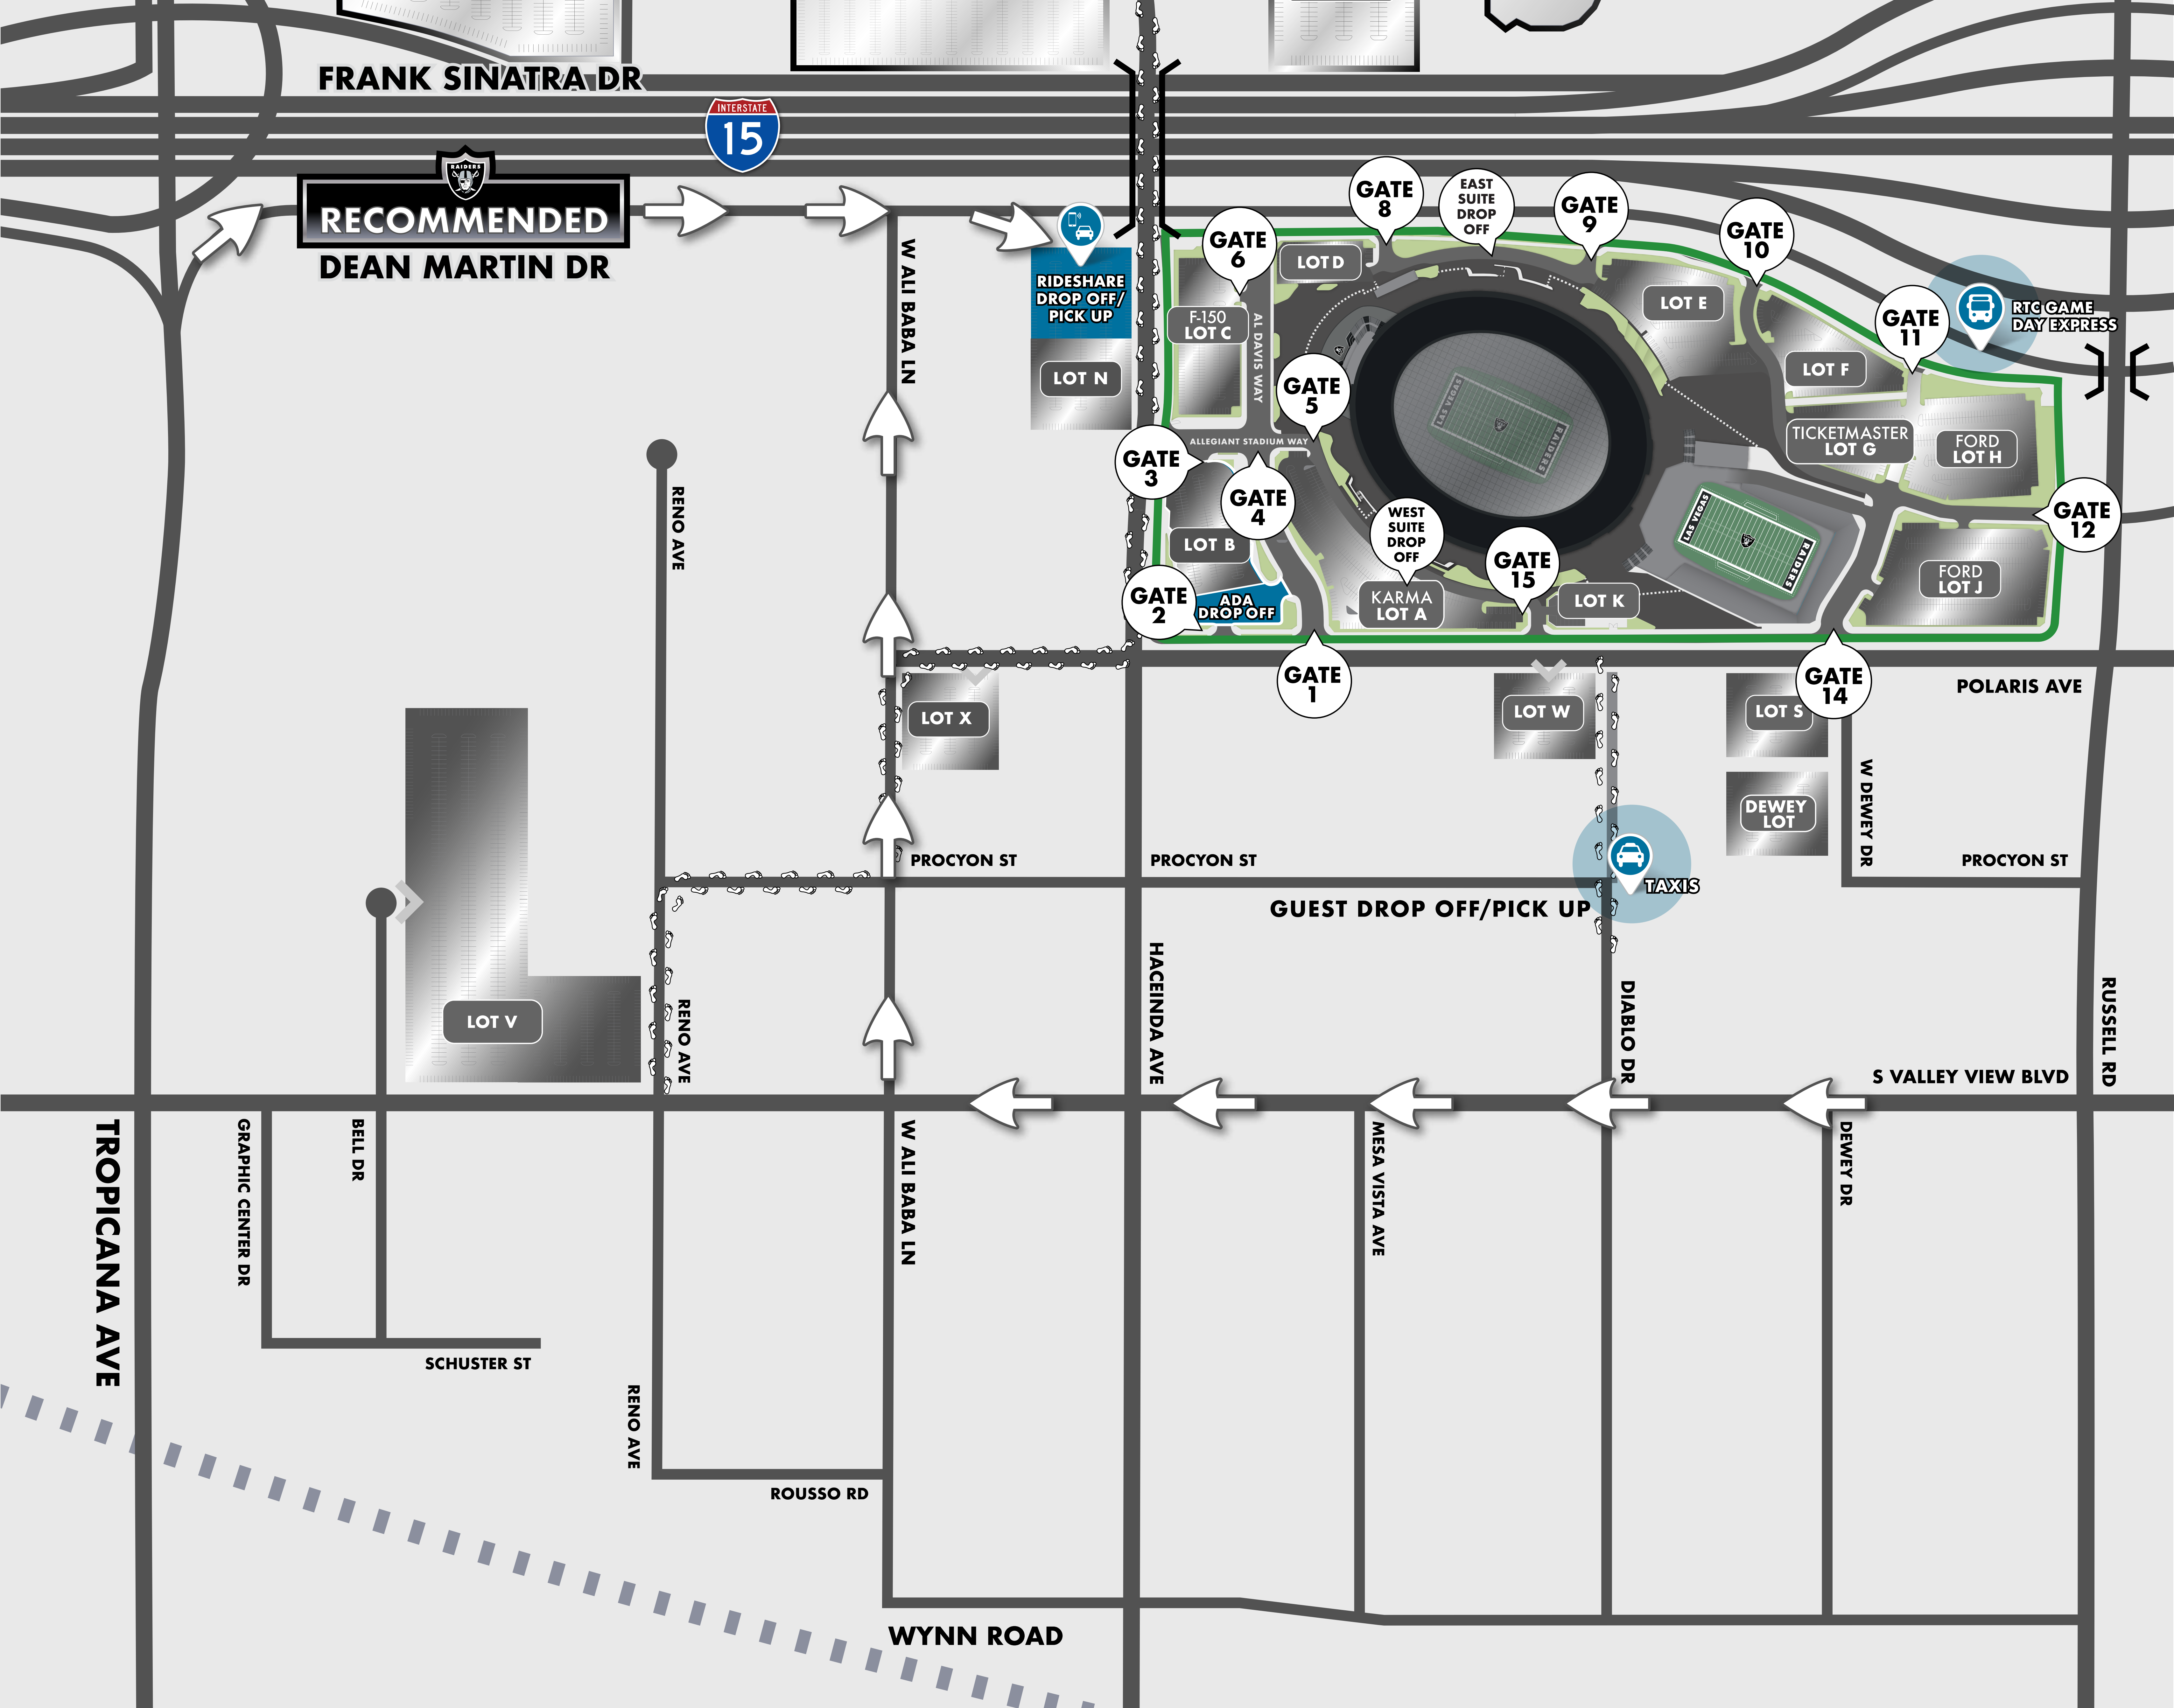 FRANK SINATRA DR
INTERSTATE
15
RAIDERS
RECOMMENDED
DEAN MARTIN DR
W ALI BABA LN
RIDESHARE
DROP OFF/
PICK UP
LOT N
GATE
6
LOT D
GATE
8
EAST
SUITE
DROP
OFF
GATE
9
GATE
10
GATE
11
RTC GAME
DAY EXPRESS
F-150
LOT C
AL DAVIS WAY
LOT E
LOT F
GATE
5
LAS VEGAS
RAIDERS
ALLEGIANT STADIUM WAY
TICKETMASTER
LOT G
FORD
LOT H
GATE
3
GATE
4
WEST
SUITE
DROP
OFF
GATE
12
LOT B
GATE
15
LAS VEGAS
RAIDERS
FORD
LOT J
GATE
2
ADA
DROP OFF
KARMA
LOT A
LOT K
GATE
1
GATE
14
POLARIS AVE
RENO AVE
LOT X
LOT W
LOT S
DEWEY
LOT
W DEWEY DR
PROCYON ST
PROCYON ST
PROCYON ST
TAXIS
GUEST DROP OFF/PICK UP
LOT V
RENO AVE
HACEINDA AVE
DIABLO DR
RUSSELL RD
S VALLEY VIEW BLVD
TROPICANA AVE
GRAPHIC CENTER DR
BELL DR
W ALI BABA LN
MESA VISTA AVE
DEWEY DR
SCHUSTER ST
RENO AVE
ROUSSO RD
WYNN ROAD